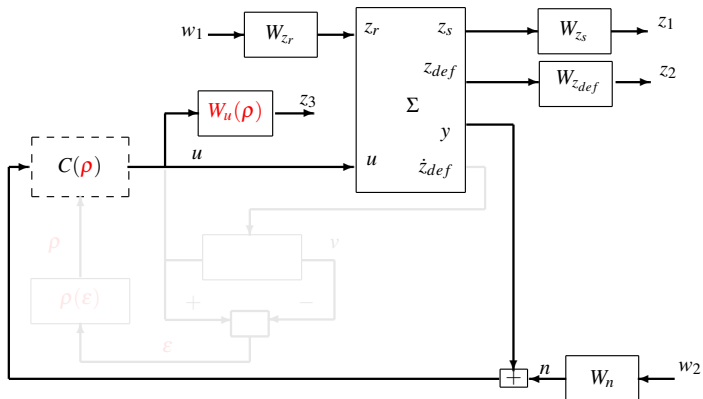 w₁
W_{z_r}
z_r
z_s
W_{z_s}
z₁
z_{def}
W_{z_{def}}
z₂
W_u(ρ)
z₃
Σ
y
C(ρ)
u
u
ż_{def}
ρ
v
ρ(ε)
+
−
ε
+
n
W_n
w₂